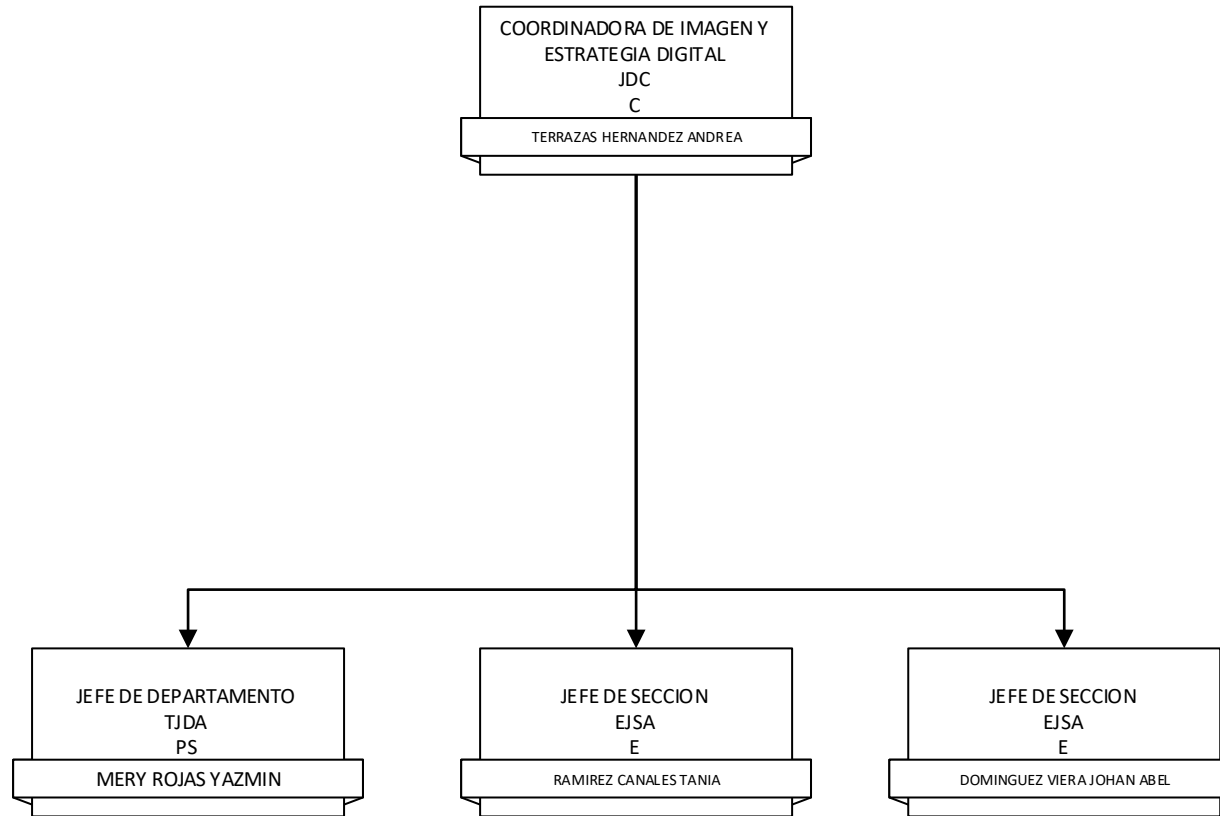 COORDINADORA DE IMAGEN Y
ESTRATEGIA DIGITAL
JDC
C
TERRAZAS HERNANDEZ ANDREA
JEFE DE DEPARTAMENTO
TJDA
PS
MERY ROJAS YAZMIN
JEFE DE SECCION
EJSA
E
RAMIREZ CANALES TANIA
JEFE DE SECCION
EJSA
E
DOMINGUEZ VIERA JOHAN ABEL